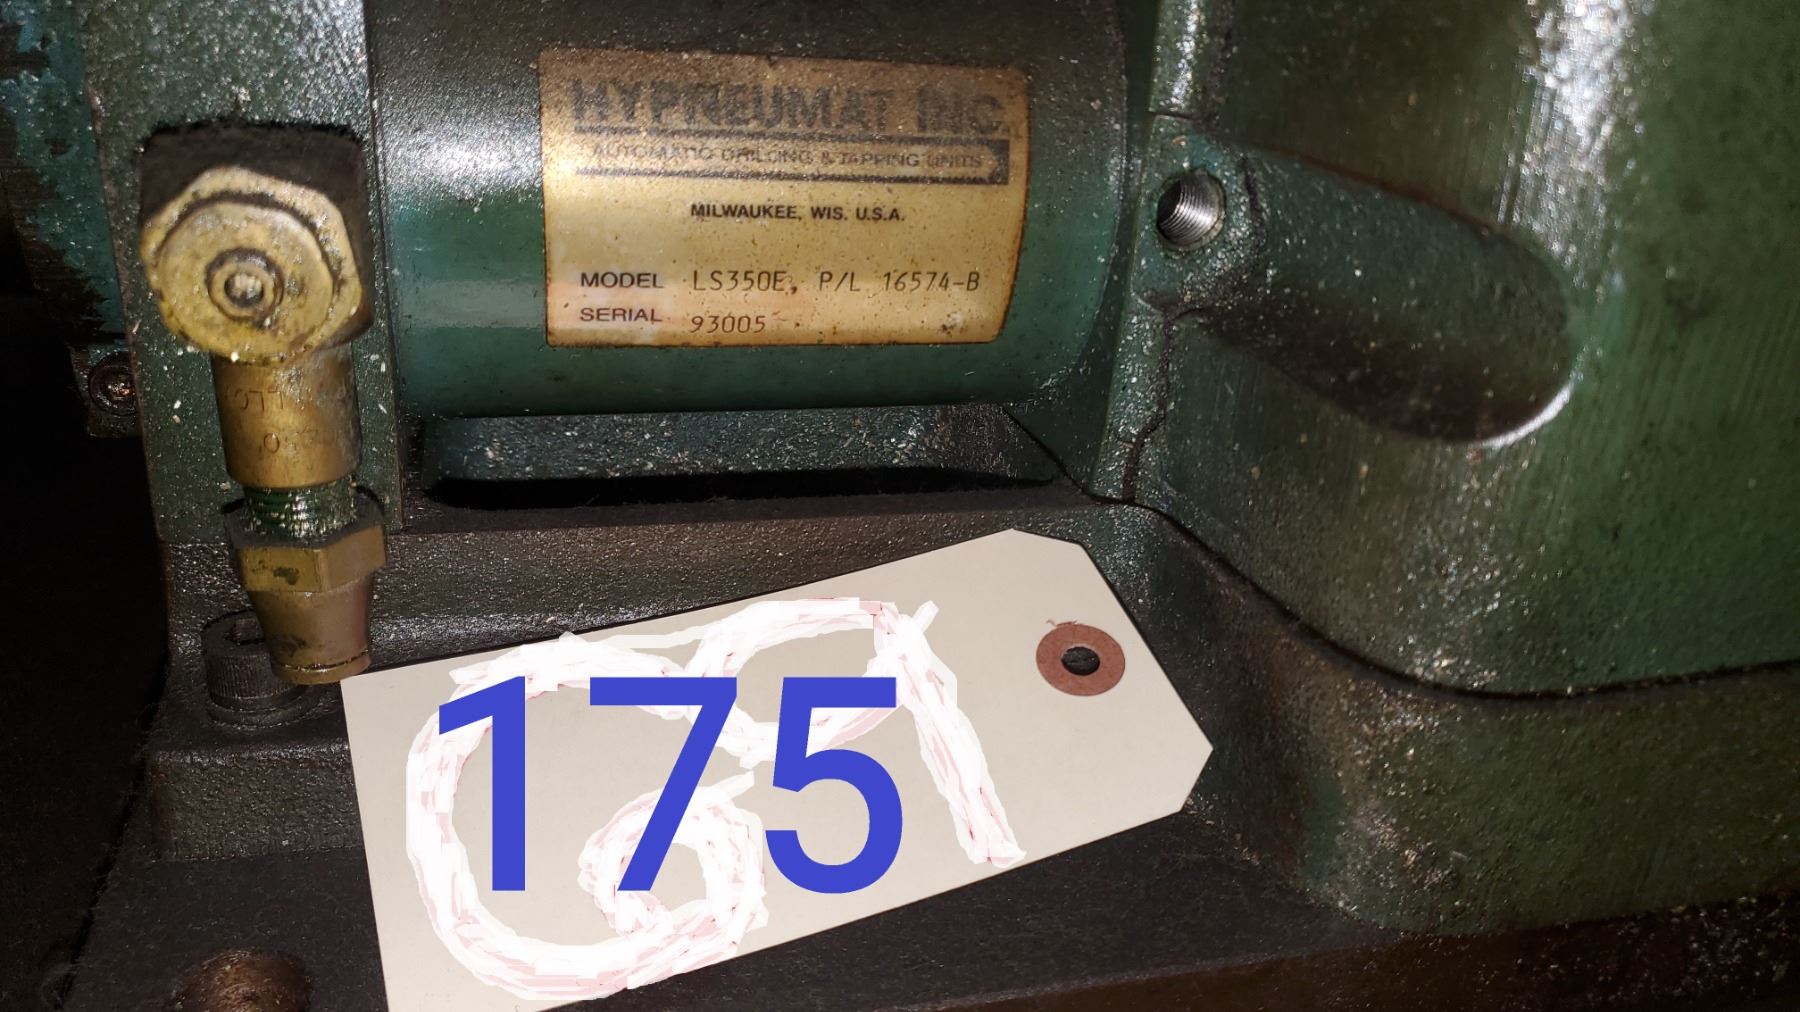 HYPNEUMAT INC.
AUTOMATIC DRILLING & TAPPING UNITS
MILWAUKEE, WIS. U.S.A.
MODEL LS350E, P/L 16574-B
SERIAL 93005
175